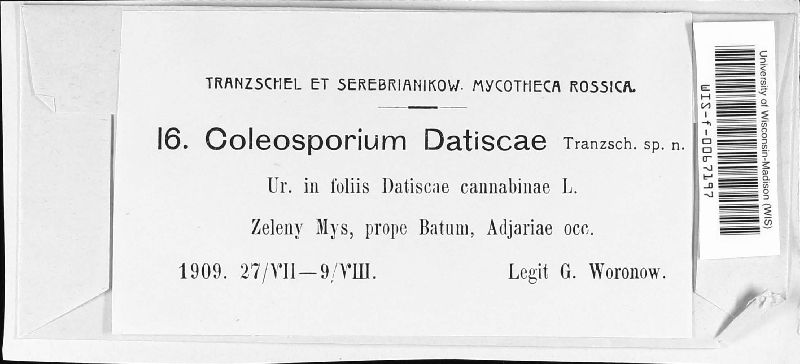 TRANZSCHEL ET SEREBRIANIKOW. MYCOTHECA ROSSICA.
16. Coleosporium Datiscae Tranzsch. sp. n.
Ur. in foliis Datiscae cannabinae L.
Zeleny Mys, prope Batum, Adjariae occ.
1909. 27/VII—9/VIII.
Legit G. Woronow.
University of Wisconsin-Madison (WIS)
WIS-f-0067197